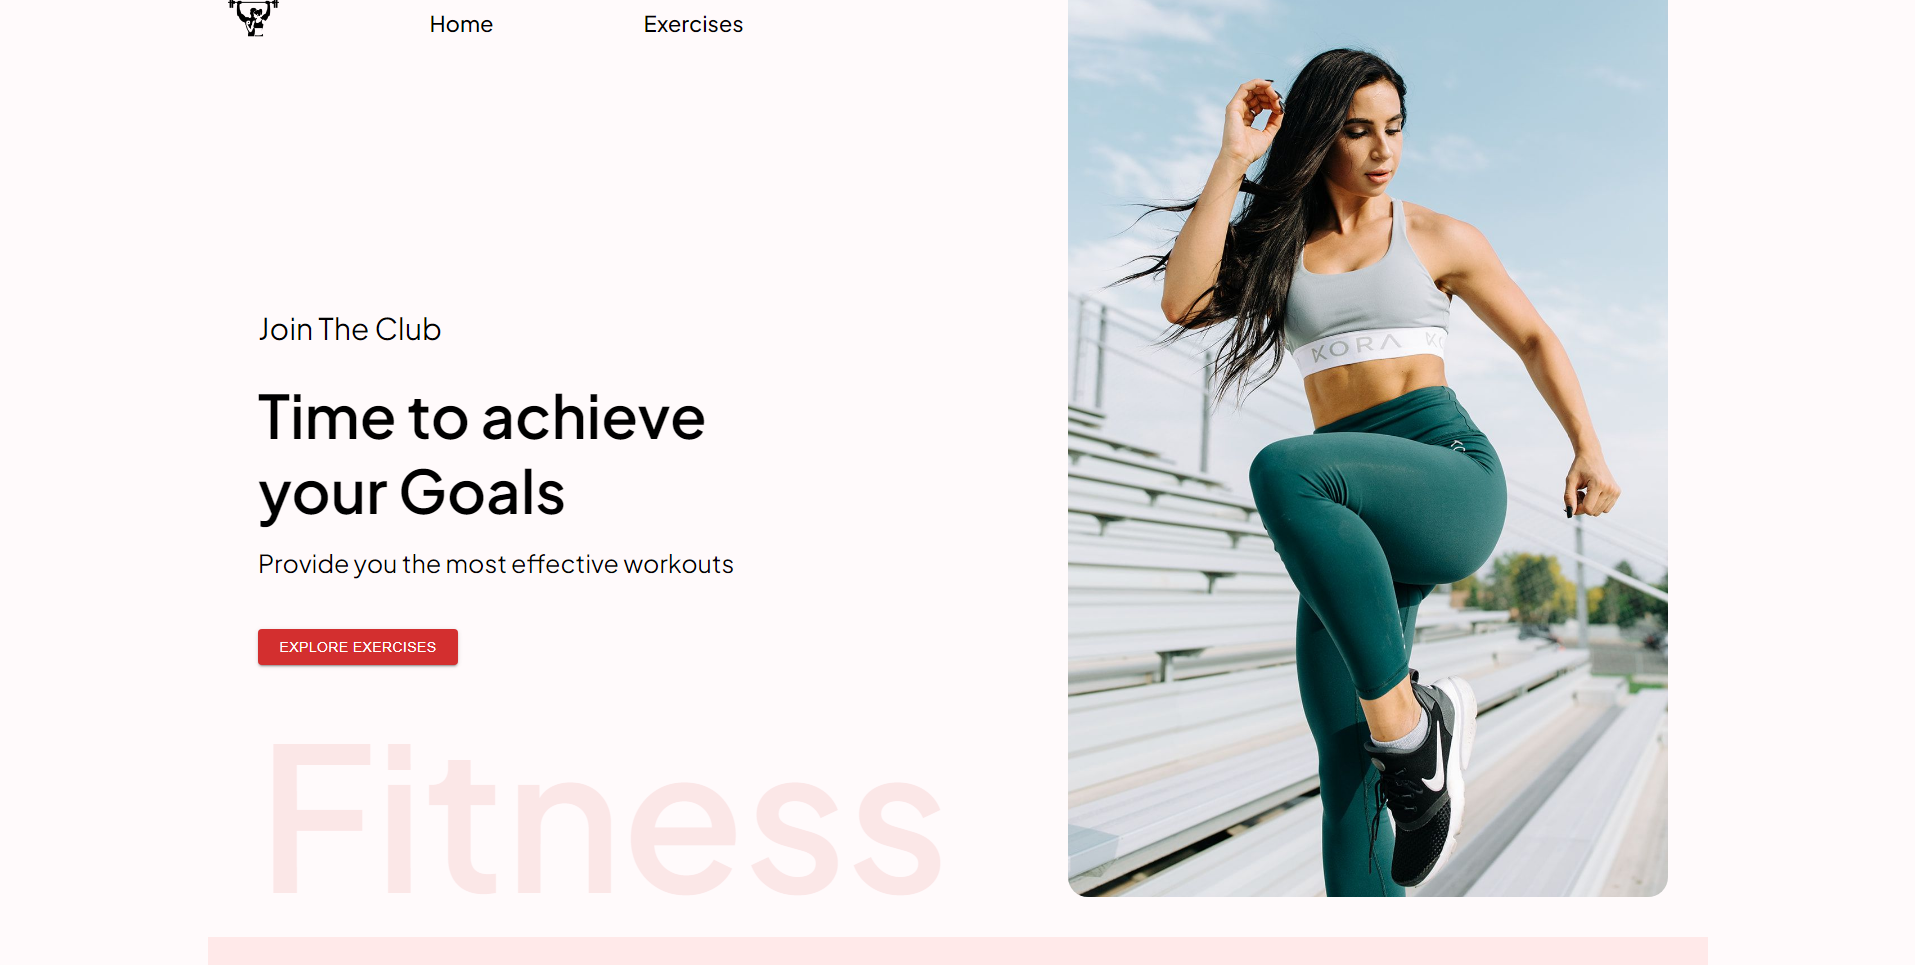 Home
Exercises
Join The Club
Time to achieve
your Goals
Provide you the most effective workouts
EXPLORE EXERCISES
Fitness
KORA